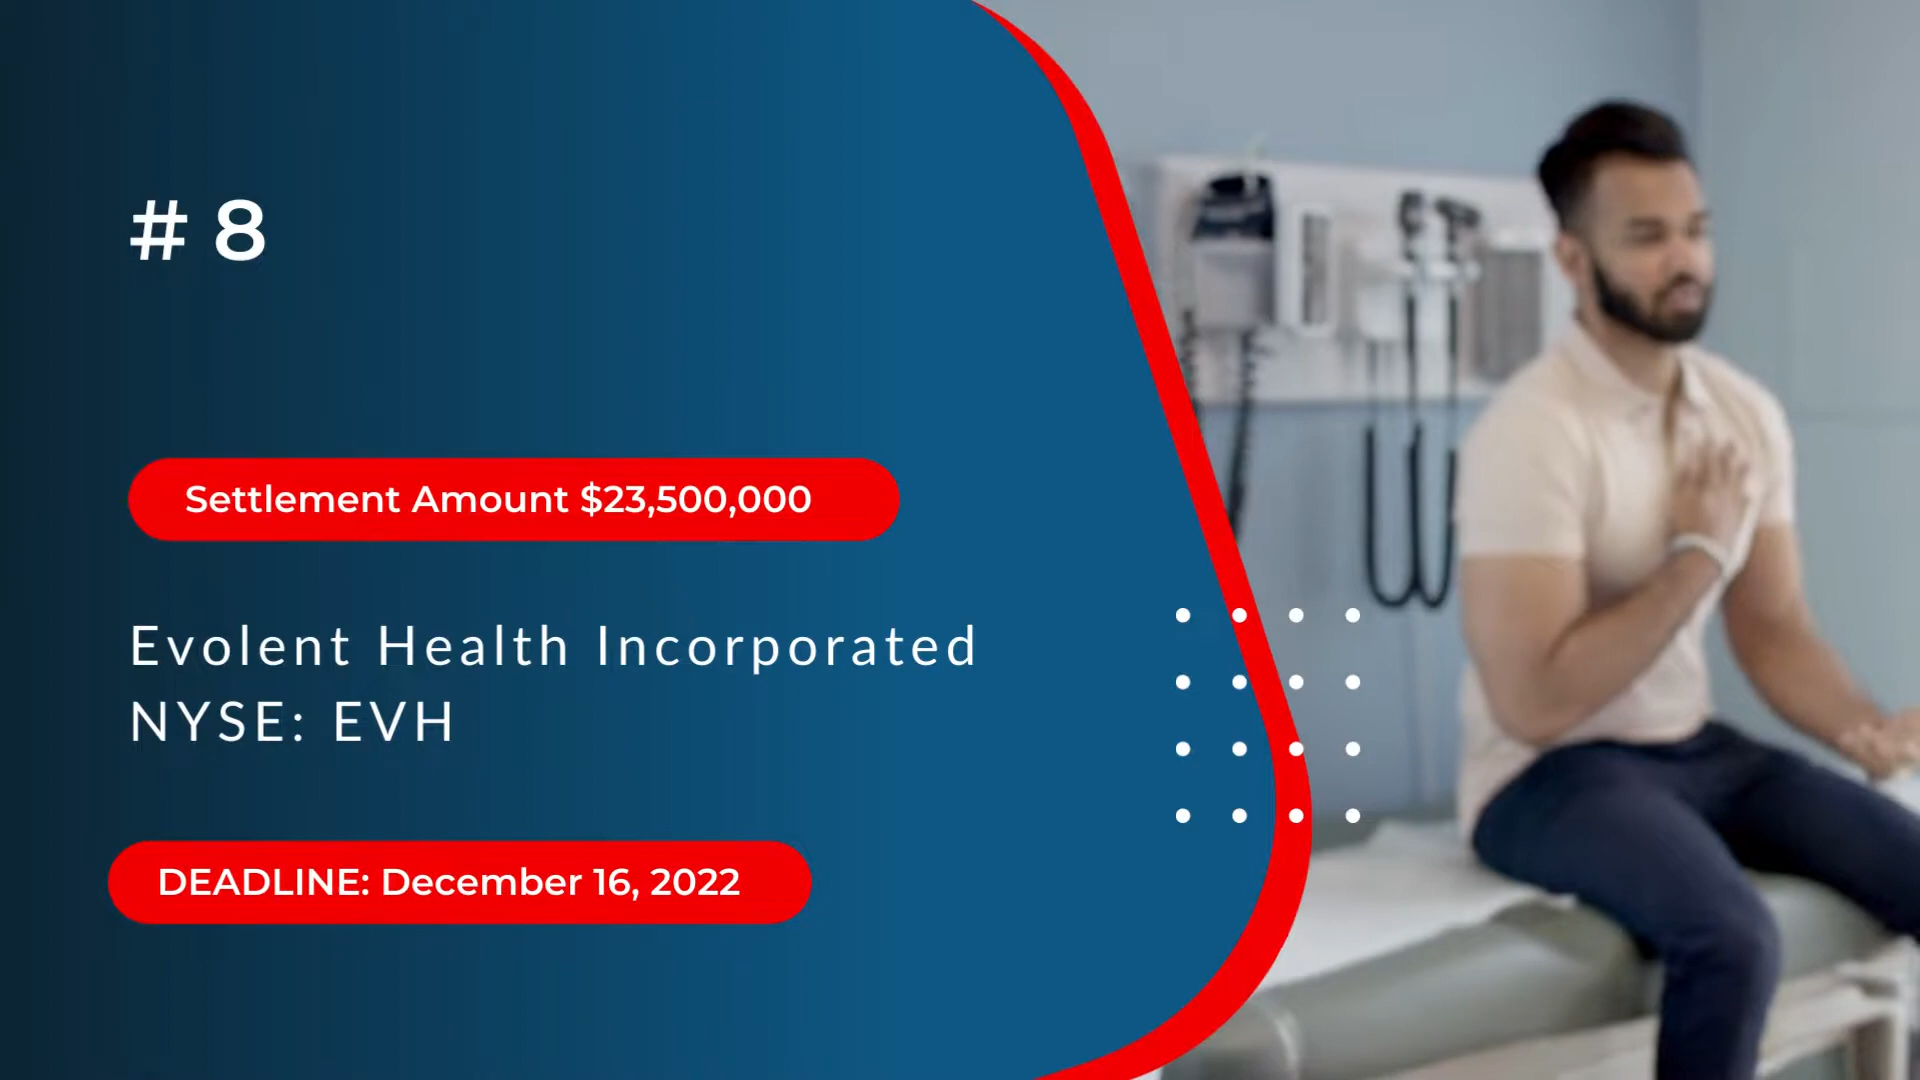 # 8
Settlement Amount $23,500,000
Evolent Health Incorporated
NYSE: EVH
DEADLINE: December 16, 2022